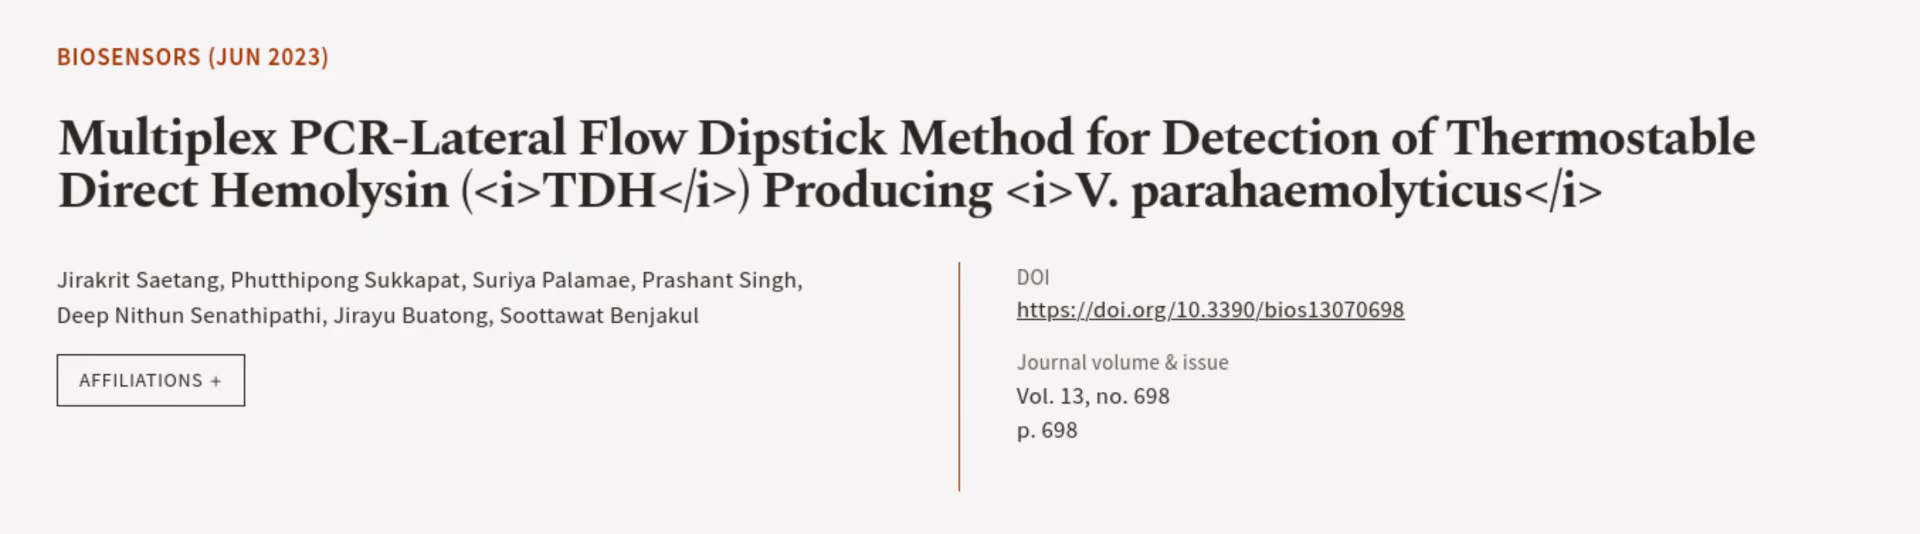 BIOSENSORS (JUN 2023)
Multiplex PCR-Lateral Flow Dipstick Method for Detection of Thermostable
Direct Hemolysin (<i>TDH</i>) Producing <i>V. parahaemolyticus</i>
Jirakrit Saetang, Phutthipong Sukkapat, Suriya Palamae, Prashant Singh,
Deep Nithun Senathipathi, Jirayu Buatong, Soottawat Benjakul
AFFILIATIONS +
DOI
https://doi.org/10.3390/bios13070698
Journal volume & issue
Vol. 13, no. 698
p. 698